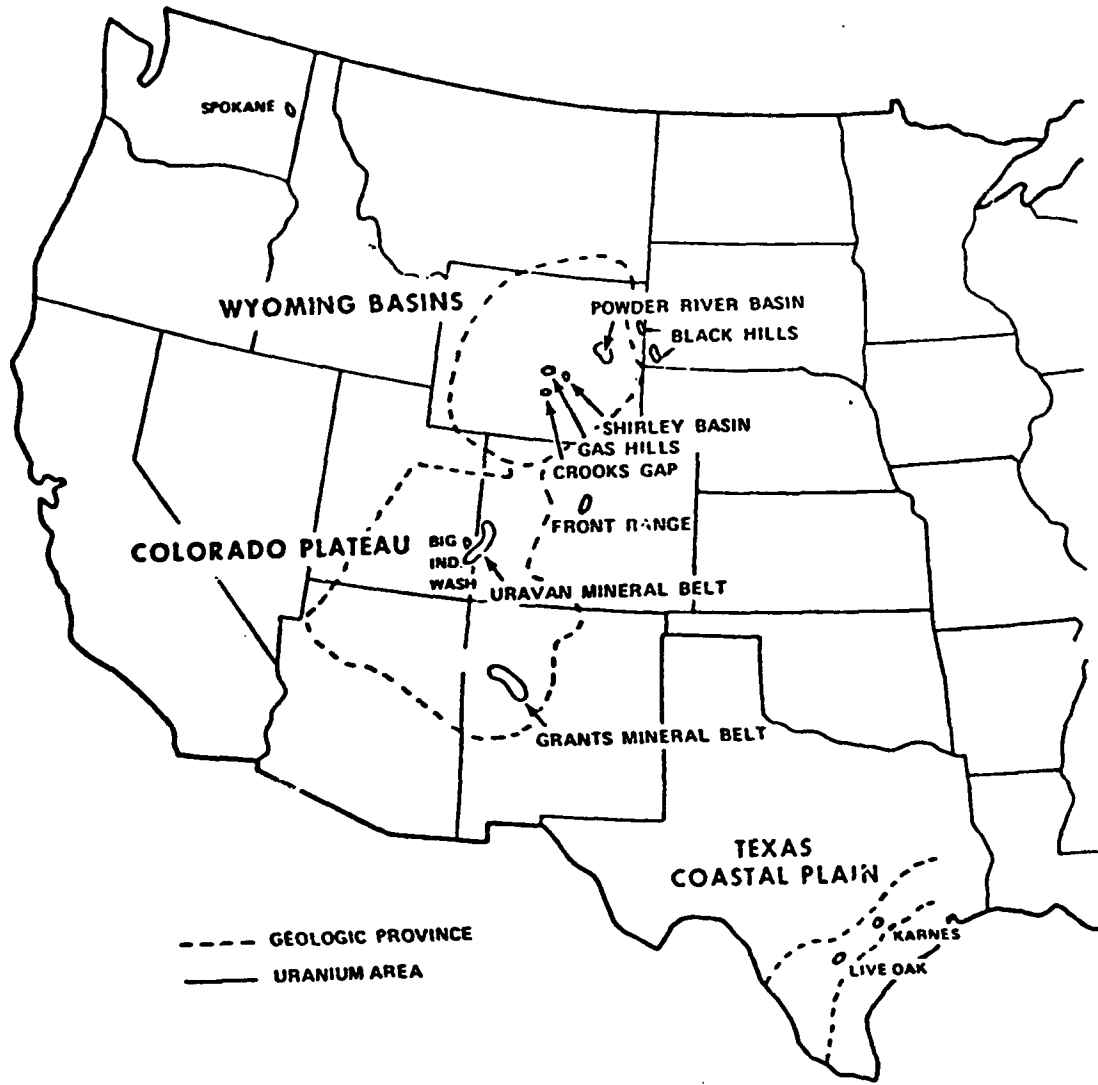 SPOKANE
WYOMING BASINS
POWDER RIVER BASIN
BLACK HILLS
SHIRLEY BASIN
GAS HILLS
CROOKS GAP
FRONT RANGE
COLORADO PLATEAU
BIG
IND.
WASH
URAVAN MINERAL BELT
GRANTS MINERAL BELT
TEXAS
COASTAL PLAIN
KARNES
LIVE OAK
GEOLOGIC PROVINCE
URANIUM AREA